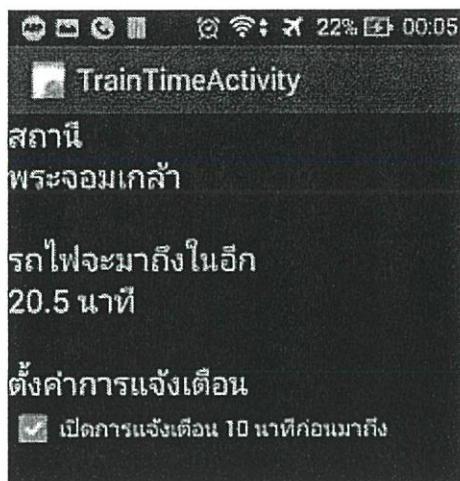 22% 00:05
TrainTimeActivity
สถานี
พระจอมเกล้า
รถไฟจะมาถึงในอีก
20.5 นาที
ตั้งค่าการแจ้งเตือน
เปิดการแจ้งเตือน 10 นาทีก่อนมาถึง